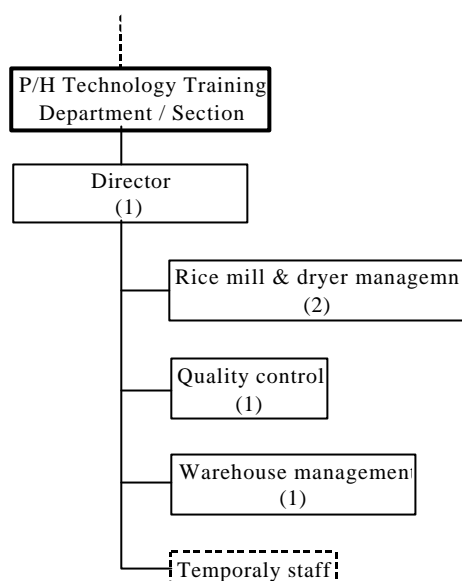 P/H Technology Training
Department / Section
Director
(1)
Rice mill & dryer managemn
(2)
Quality control
(1)
Warehouse management
(1)
Temporaly staff